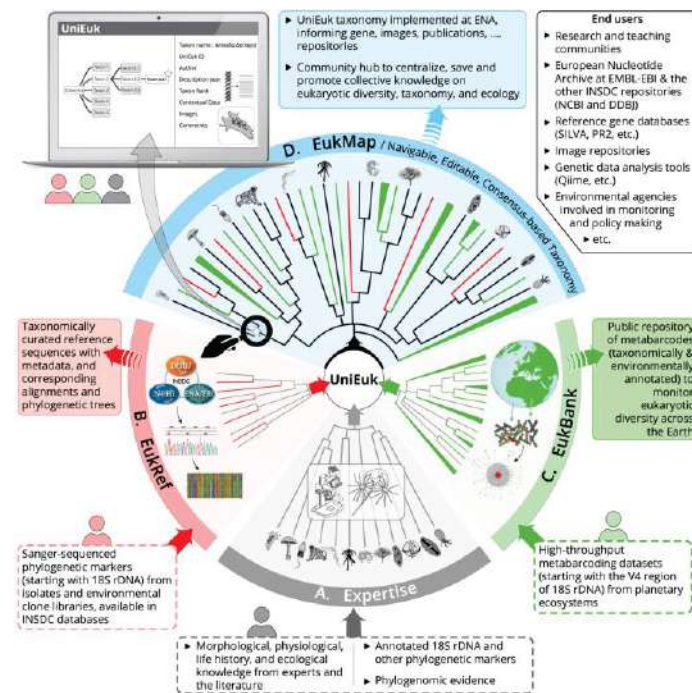 UniEuk
Token name: Amoeba dampus
UniEuk ID
Author
Description year
Token Rank
Contextual Data
Images
Comments
▸ UniEuk taxonomy implemented at ENA,
informing gene, images, publications, ....
repositories
▸ Community hub to centralize, save and
promote collective knowledge on
eukaryotic diversity, taxonomy, and ecology
End users
▸ Research and teaching
communities
▸ European Nucleotide
Archive at EMBL-EBI & the
other INSDC repositories
(NCBI and DDBJ)
▸ Reference gene databases
(SILVA, PR2, etc.)
▸ Image repositories
▸ Genetic data analysis tools
(Qiime, etc.)
▸ Environmental agencies
involved in monitoring
and policy making
▸ etc.
D. EukMap / Navigable, Editable, Consensus-based Taxonomy
Taxonomically
curated reference
sequences with
metadata, and
corresponding
alignments and
phylogenetic trees
B. EukRef
DDBJ
INSDC
NCBI
ENA/EBI
UniEuk
C. EukBank
Public repository
of metabarcodes
(taxonomically &
environmentally
annotated) to
monitor
eukaryotic
diversity across
the Earth
Sanger-sequenced
phylogenetic markers
(starting with 18S rDNA) from
isolates and environmental
clone libraries, available in
INSDC databases
High-throughput
metabarcoding datasets
(starting with the V4 region
of 18S rDNA) from planetary
ecosystems
A. Expertise
▸ Morphological, physiological,
life history, and ecological
knowledge from experts and
the literature
▸ Annotated 18S rDNA and
other phylogenetic markers
▸ Phylogenomic evidence